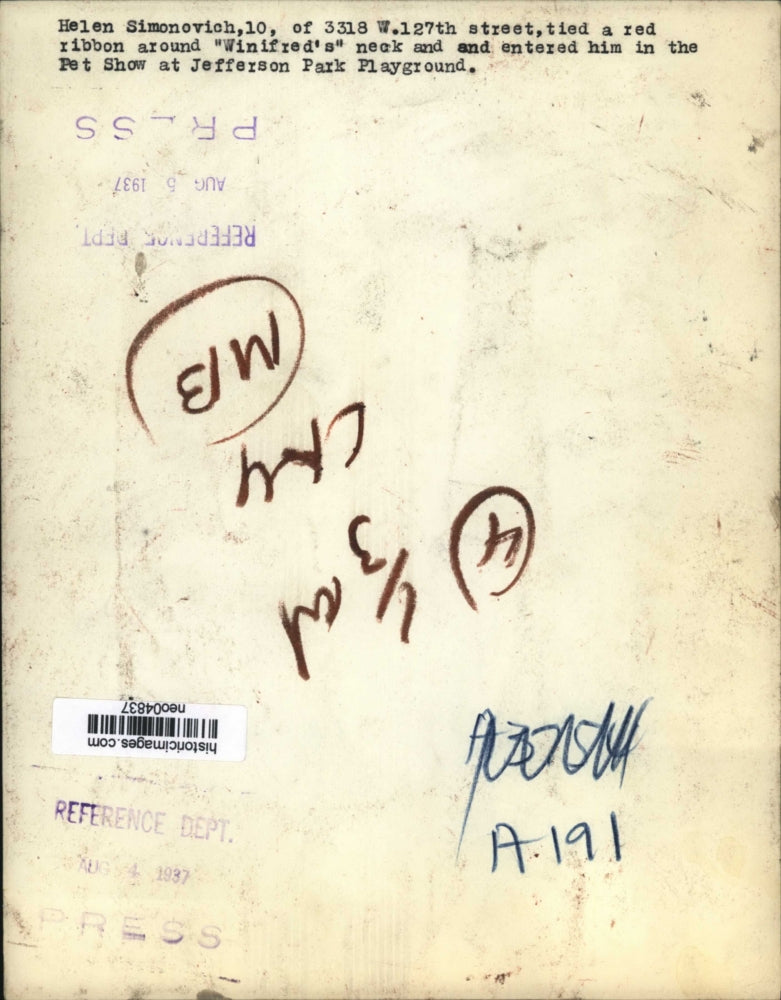 Helen Simonovich,10, of 3318 W.127th street,tied a red
ribbon around "Winifred's" neck and and entered him in the
Pet Show at Jefferson Park Playground.
PRESS
AUG 5 1937
REFERENCE DEPT
MB
4
neo04837
historicimages.com
A191
REFERENCE DEPT.
AUG 4 1937
PRESS